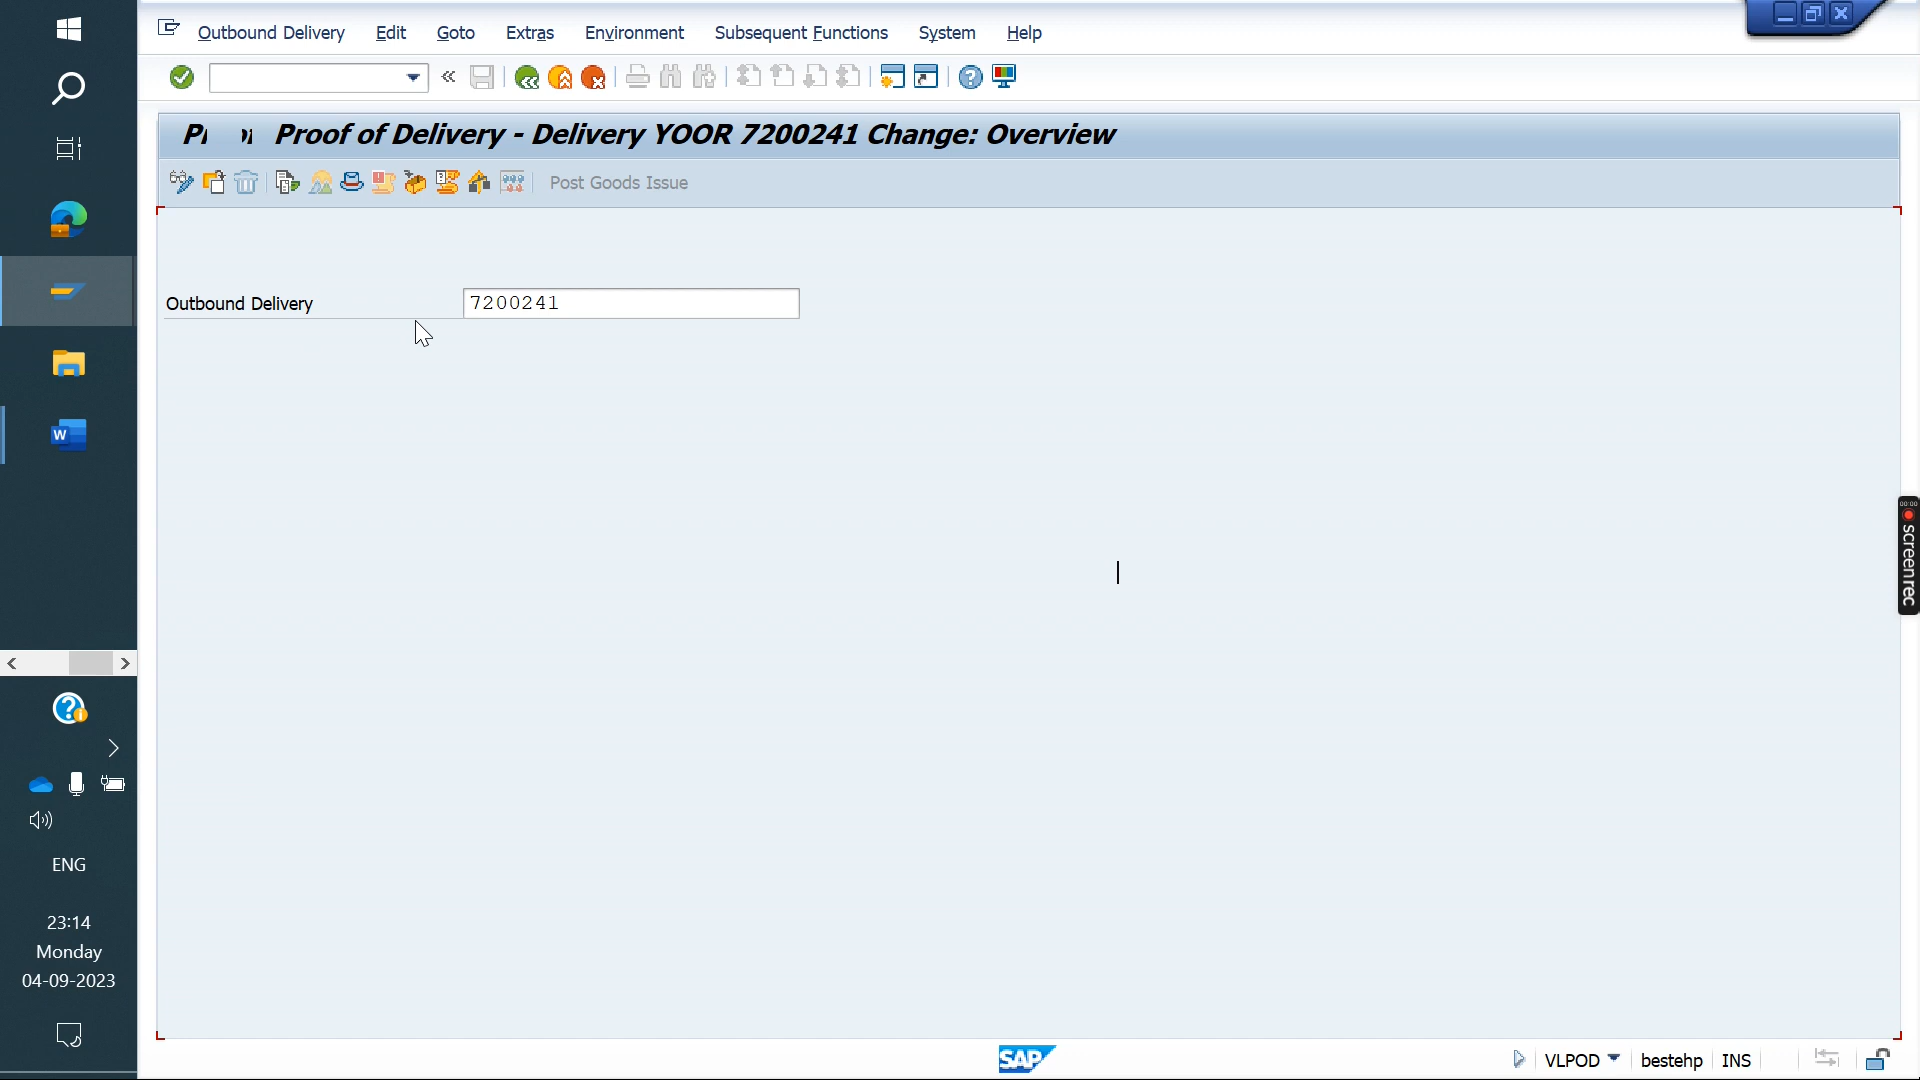 Outbound Delivery Edit Goto Extras Environment Subsequent Functions System Help
Proof of Delivery - Delivery YOOR 7200241 Change: Overview
Post Goods Issue
Outbound Delivery 7200241
W
screenrec
ENG
23:14
Monday
04-09-2023
SAP
VLPOD bestehp INS